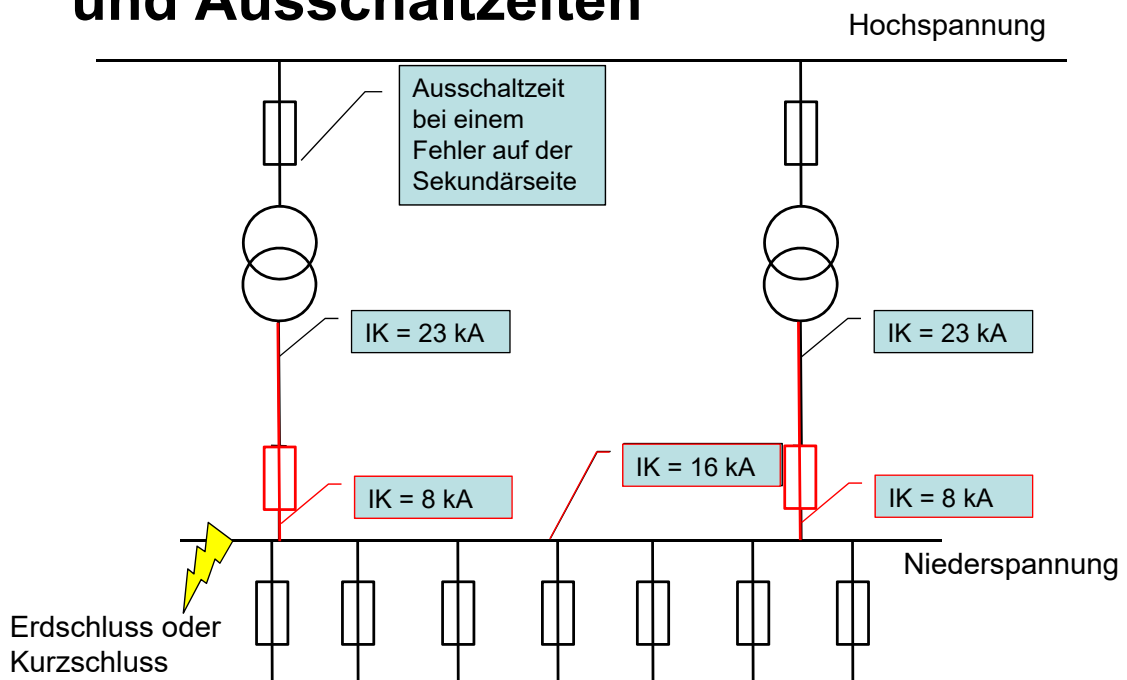 und Ausschaltzeiten
Hochspannung
Ausschaltzeit
bei einem
Fehler auf der
Sekundärseite
IK = 23 kA
IK = 23 kA
IK = 16 kA
IK = 8 kA
IK = 8 kA
Niederspannung
Erdschluss oder
Kurzschluss